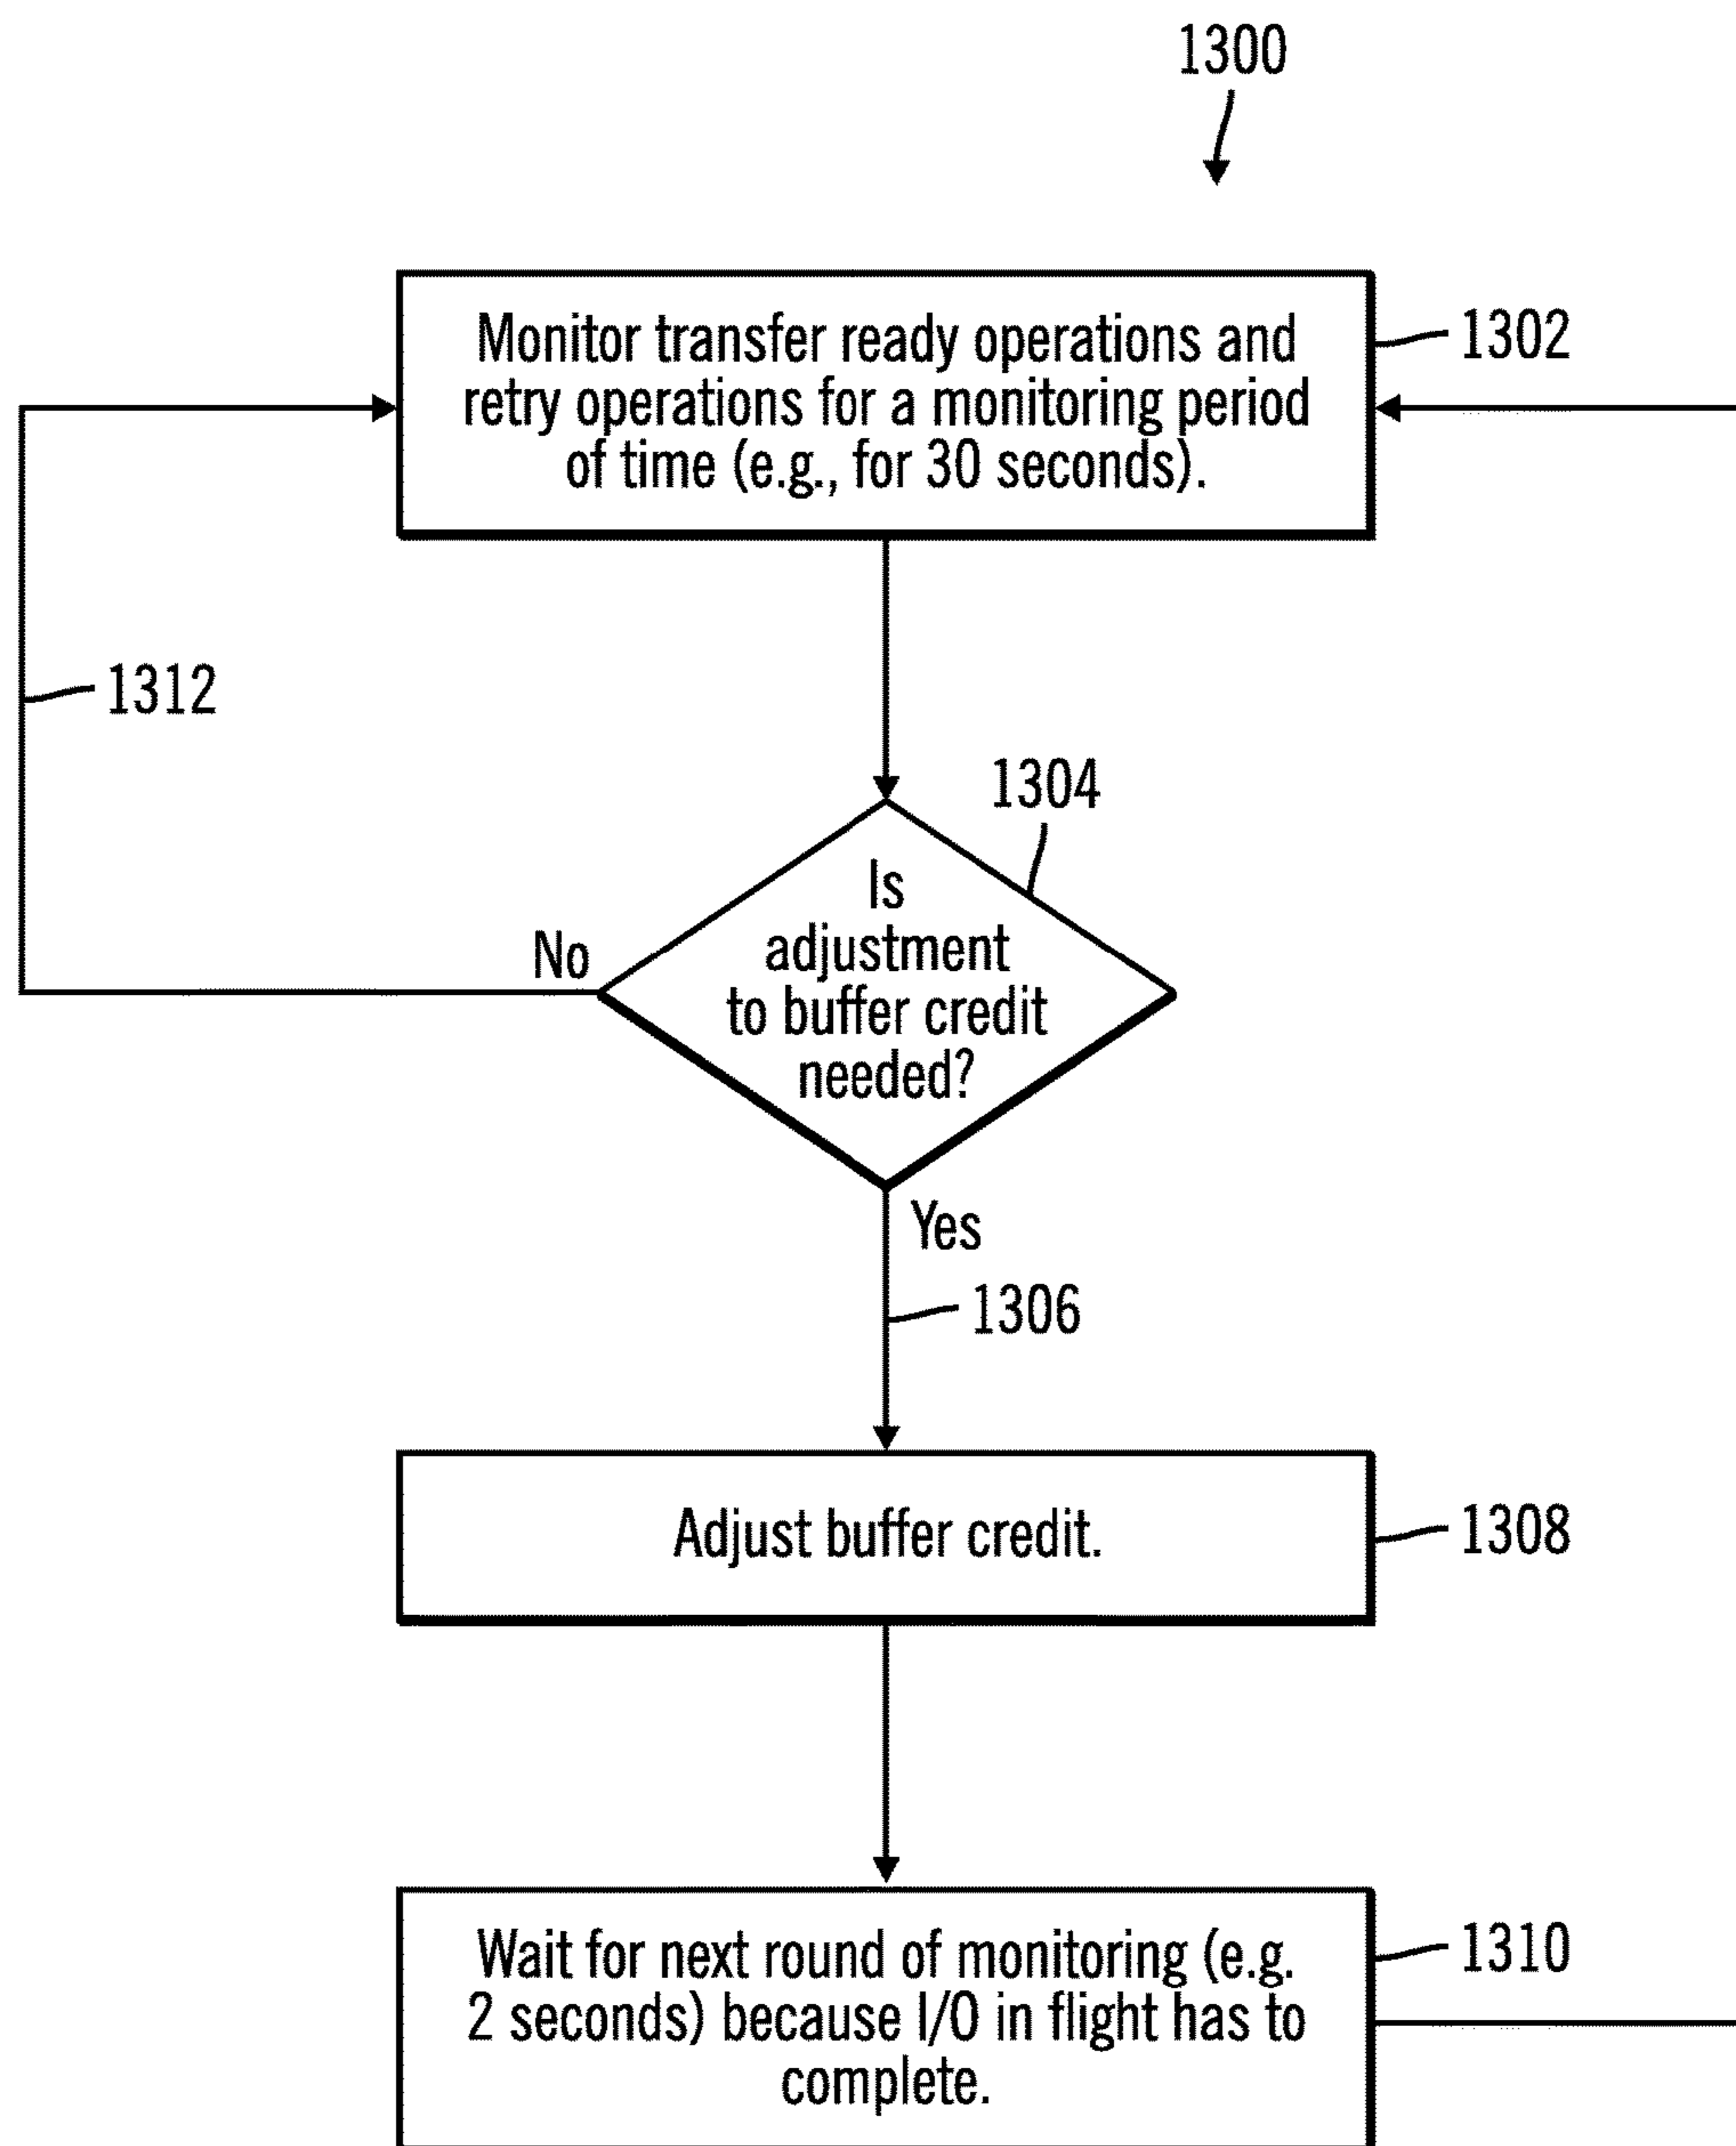 1300
Monitor transfer ready operations and
retry operations for a monitoring period
of time (e.g., for 30 seconds).
1302
1312
1304
Is
adjustment
to buffer credit
needed?
No
Yes
1306
Adjust buffer credit.
1308
Wait for next round of monitoring (e.g.
2 seconds) because I/O in flight has to
complete.
1310